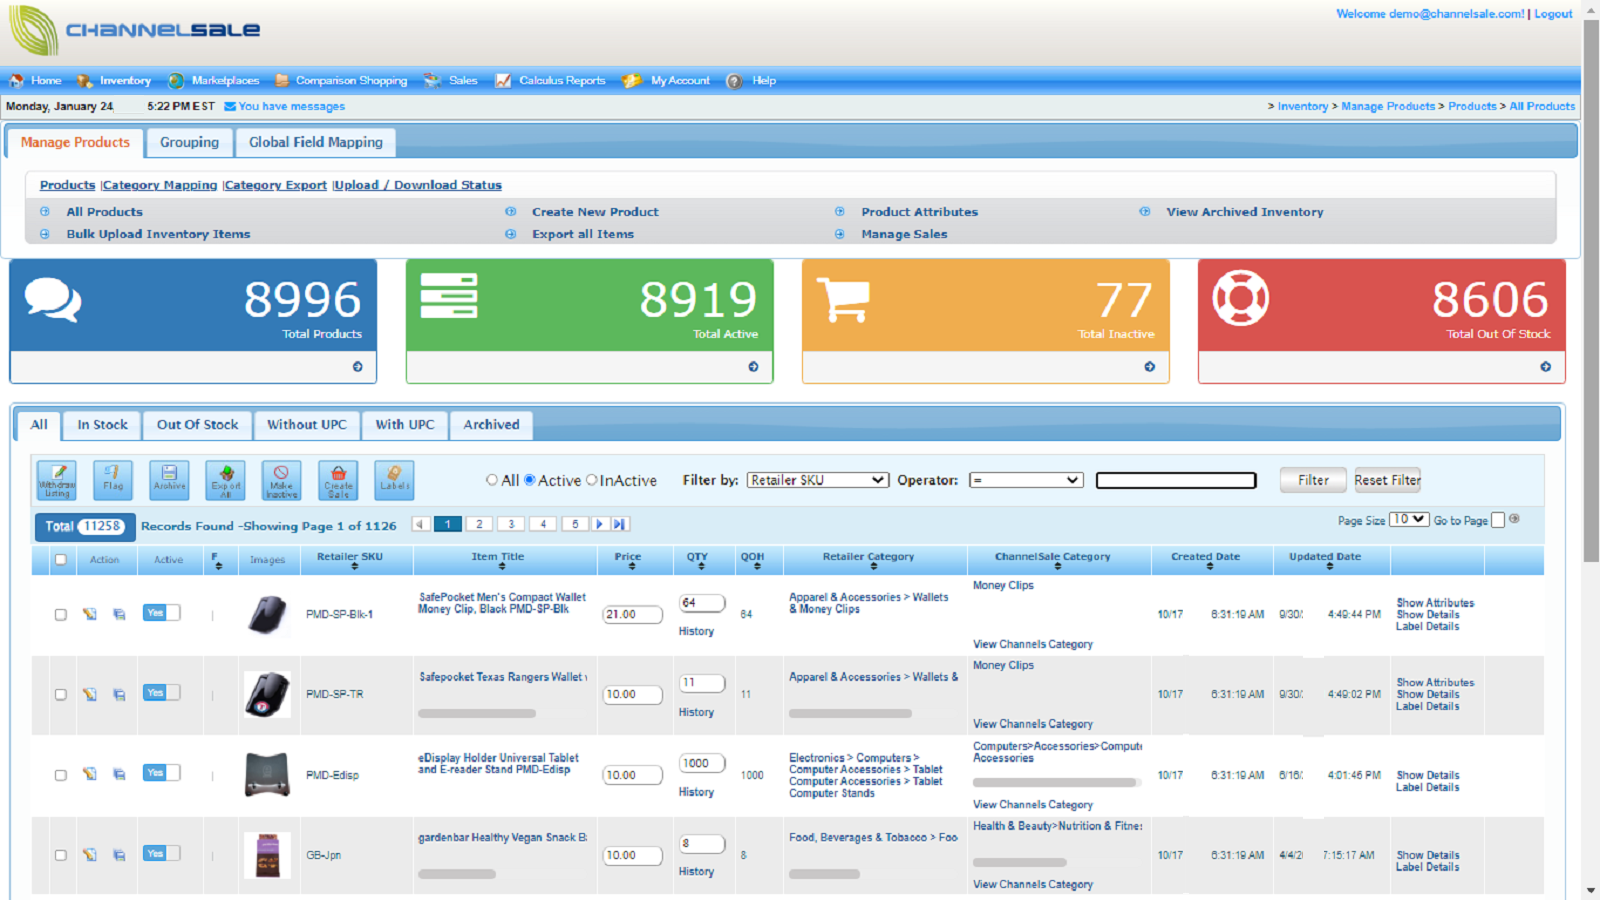 CHANNELSALE
Welcome demo@channelsale.com! | Logout
Home Inventory Marketplaces Comparison Shopping Sales Calculus Reports My Account Help
Monday, January 24 5:22 PM EST You have messages
> Inventory > Manage Products > Products > All Products
Manage Products Grouping Global Field Mapping
Products |Category Mapping |Category Export |Upload / Download Status
All Products Create New Product Product Attributes View Archived Inventory
Bulk Upload Inventory Items Export all Items Manage Sales
8996 8919 77 8606
Total Products Total Active Total Inactive Total Out Of Stock
All In Stock Out Of Stock Without UPC With UPC Archived
Withdraw Listing Flag Archive Export All Make Inactive Create Sale Labels
All Active InActive Filter by: Retailer SKU Operator: = Filter Reset Filter
Total 11258 Records Found -Showing Page 1 of 1126 1 2 3 4 5
Page Size 10 Go to Page
Action Active F Images Retailer SKU Item Title Price QTY QOH Retailer Category ChannelSale Category Created Date Updated Date
Yes PMD-SP-Blk-1
SafePocket Men's Compact Wallet
Money Clip, Black PMD-SP-Blk
21.00
64
History
64
Apparel & Accessories > Wallets
& Money Clips
Money Clips
View Channels Category
10/17 6:31:19 AM 9/30/ 4:49:44 PM
Show Attributes
Show Details
Label Details
Yes PMD-SP-TR
Safepocket Texas Rangers Wallet
10.00
11
History
11
Apparel & Accessories > Wallets &
Money Clips
View Channels Category
10/17 6:31:19 AM 9/30/ 4:49:02 PM
Show Attributes
Show Details
Label Details
Yes PMD-Edisp
eDisplay Holder Universal Tablet
and E-reader Stand PMD-Edisp
10.00
1000
History
1000
Electronics > Computers >
Computer Accessories > Tablet
Computer Accessories > Tablet
Computer Stands
Computers>Accessories>Compute
Accessories
View Channels Category
10/17 6:31:19 AM 6/16/ 4:01:46 PM
Show Details
Label Details
Yes GB-Jpn
gardenbar Healthy Vegan Snack Ba
10.00
8
History
8
Food, Beverages & Tobacco > Foo
Health & Beauty>Nutrition & Fitnes
View Channels Category
10/17 6:31:19 AM 4/4/2 7:15:17 AM
Show Details
Label Details